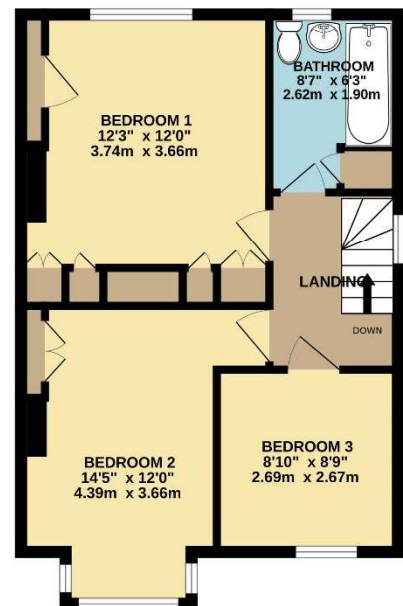 BATHROOM
8'7" x 6'3"
2.62m x 1.90m
BEDROOM 1
12'3" x 12'0"
3.74m x 3.66m
LANDING
DOWN
BEDROOM 2
14'5" x 12'0"
4.39m x 3.66m
BEDROOM 3
8'10" x 8'9"
2.69m x 2.67m